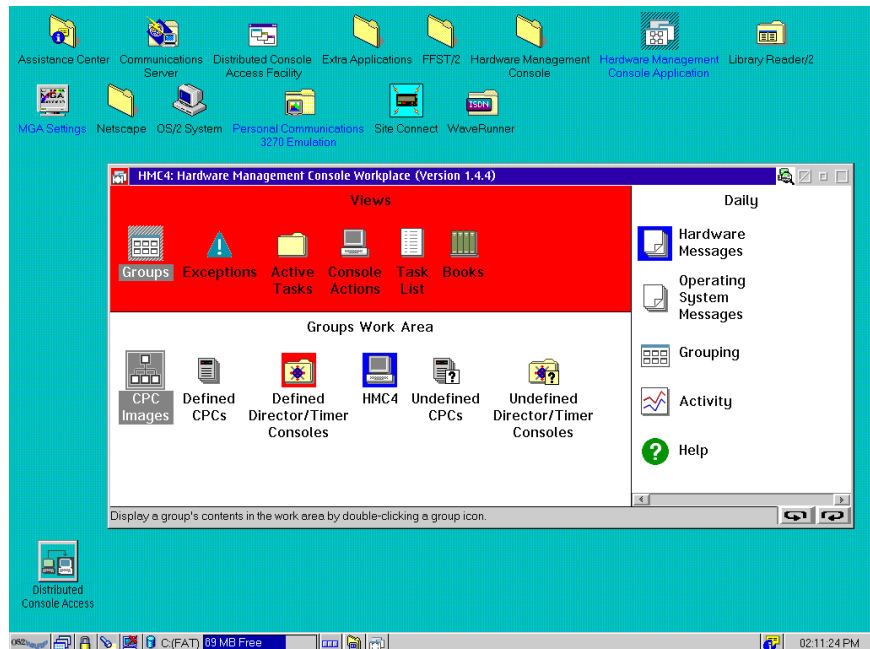 Assistance Center
Communications
Server
Distributed Console
Access Facility
Extra Applications
FFST/2
Hardware Management
Console
Hardware Management
Console Application
Library Reader/2
MGA Settings
Netscape
OS/2 System
Personal Communications
3270 Emulation
Site Connect
ISDN
WaveRunner
HMC4: Hardware Management Console Workplace (Version 1.4.4)
Views
Groups
Exceptions
Active
Tasks
Console
Actions
Task
List
Books
Groups Work Area
CPC
Images
Defined
CPCs
Defined
Director/Timer
Consoles
HMC4
Undefined
CPCs
Undefined
Director/Timer
Consoles
Daily
Hardware
Messages
Operating
System
Messages
Grouping
Activity
Help
Display a group's contents in the work area by double-clicking a group icon.
Distributed
Console Access
C:(FAT) 89 MB Free
02:11:24 PM